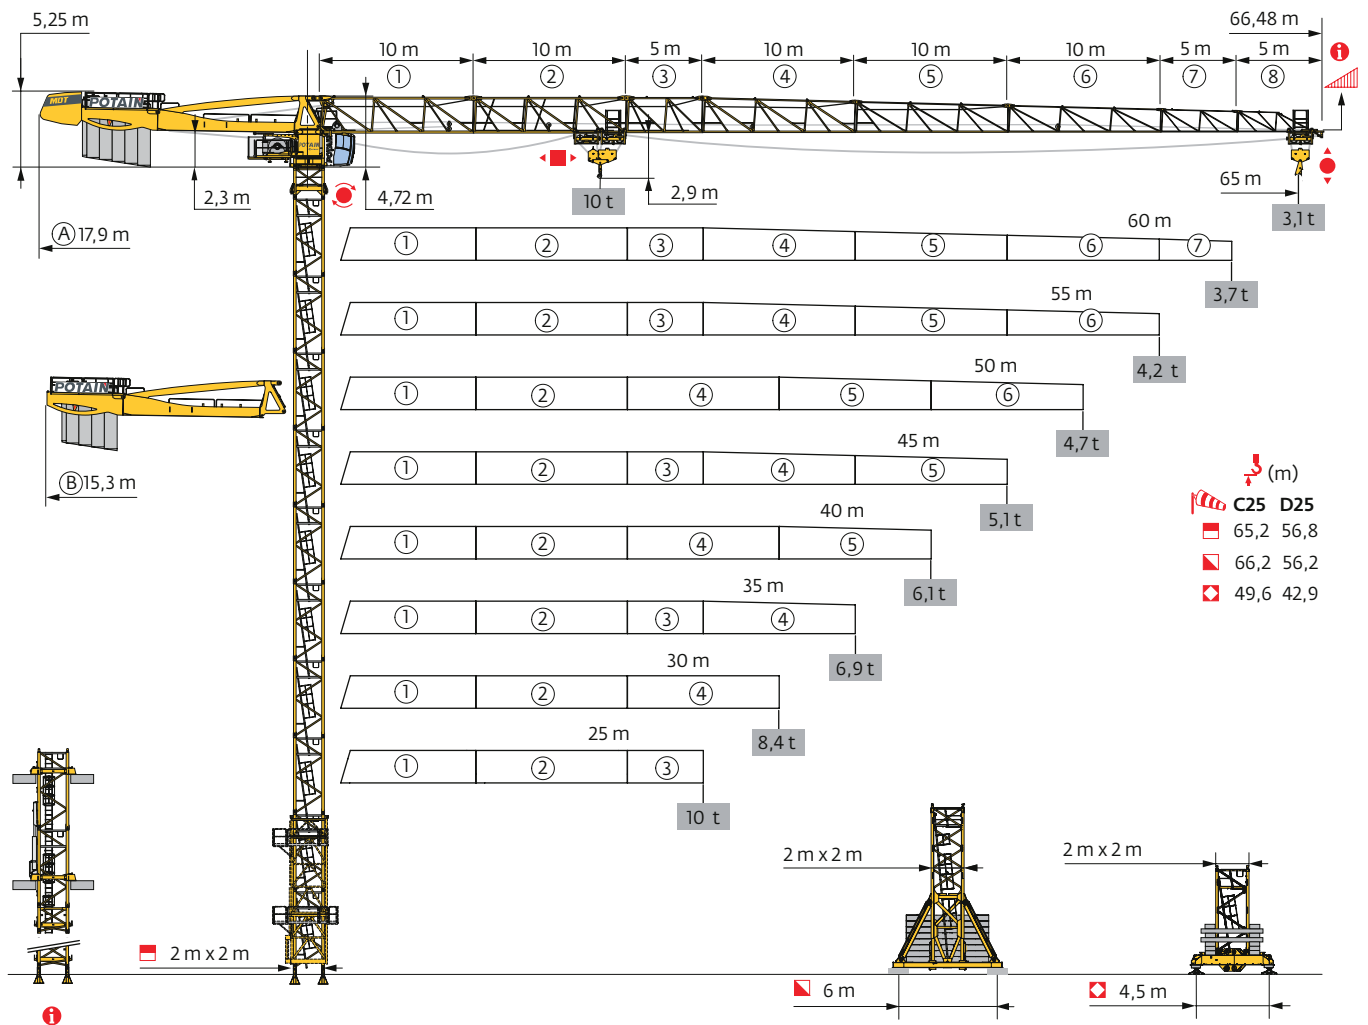 5,25 m
66,48 m
10 m 10 m 5 m 10 m 10 m 10 m 5 m 5 m
① ② ③ ④ ⑤ ⑥ ⑦ ⑧
i
MDT POTAIN
POTAIN
2,3 m
4,72 m
10 t
2,9 m
65 m
3,1 t
Ⓐ 17,9 m
60 m
① ② ③ ④ ⑤ ⑥ ⑦
3,7 t
55 m
① ② ③ ④ ⑤ ⑥
4,2 t
POTAIN
50 m
① ② ④ ⑤ ⑥
4,7 t
Ⓑ 15,3 m
45 m
① ② ③ ④ ⑤
5,1 t
(m)
C25 D25
65,2 56,8
66,2 56,2
49,6 42,9
40 m
① ② ④ ⑤
6,1 t
35 m
① ② ③ ④
6,9 t
30 m
① ② ④
8,4 t
25 m
① ② ③
10 t
2 m x 2 m
2 m x 2 m
2 m x 2 m
6 m
4,5 m
i